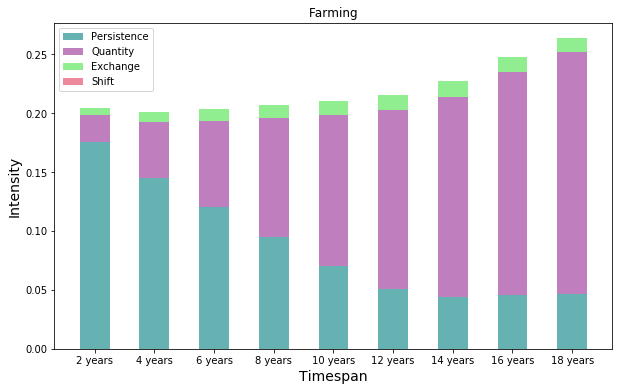 Farming
Persistence
Quantity
Exchange
Shift
Intensity
0.25
0.20
0.15
0.10
0.05
0.00
2 years 4 years 6 years 8 years 10 years 12 years 14 years 16 years 18 years
Timespan